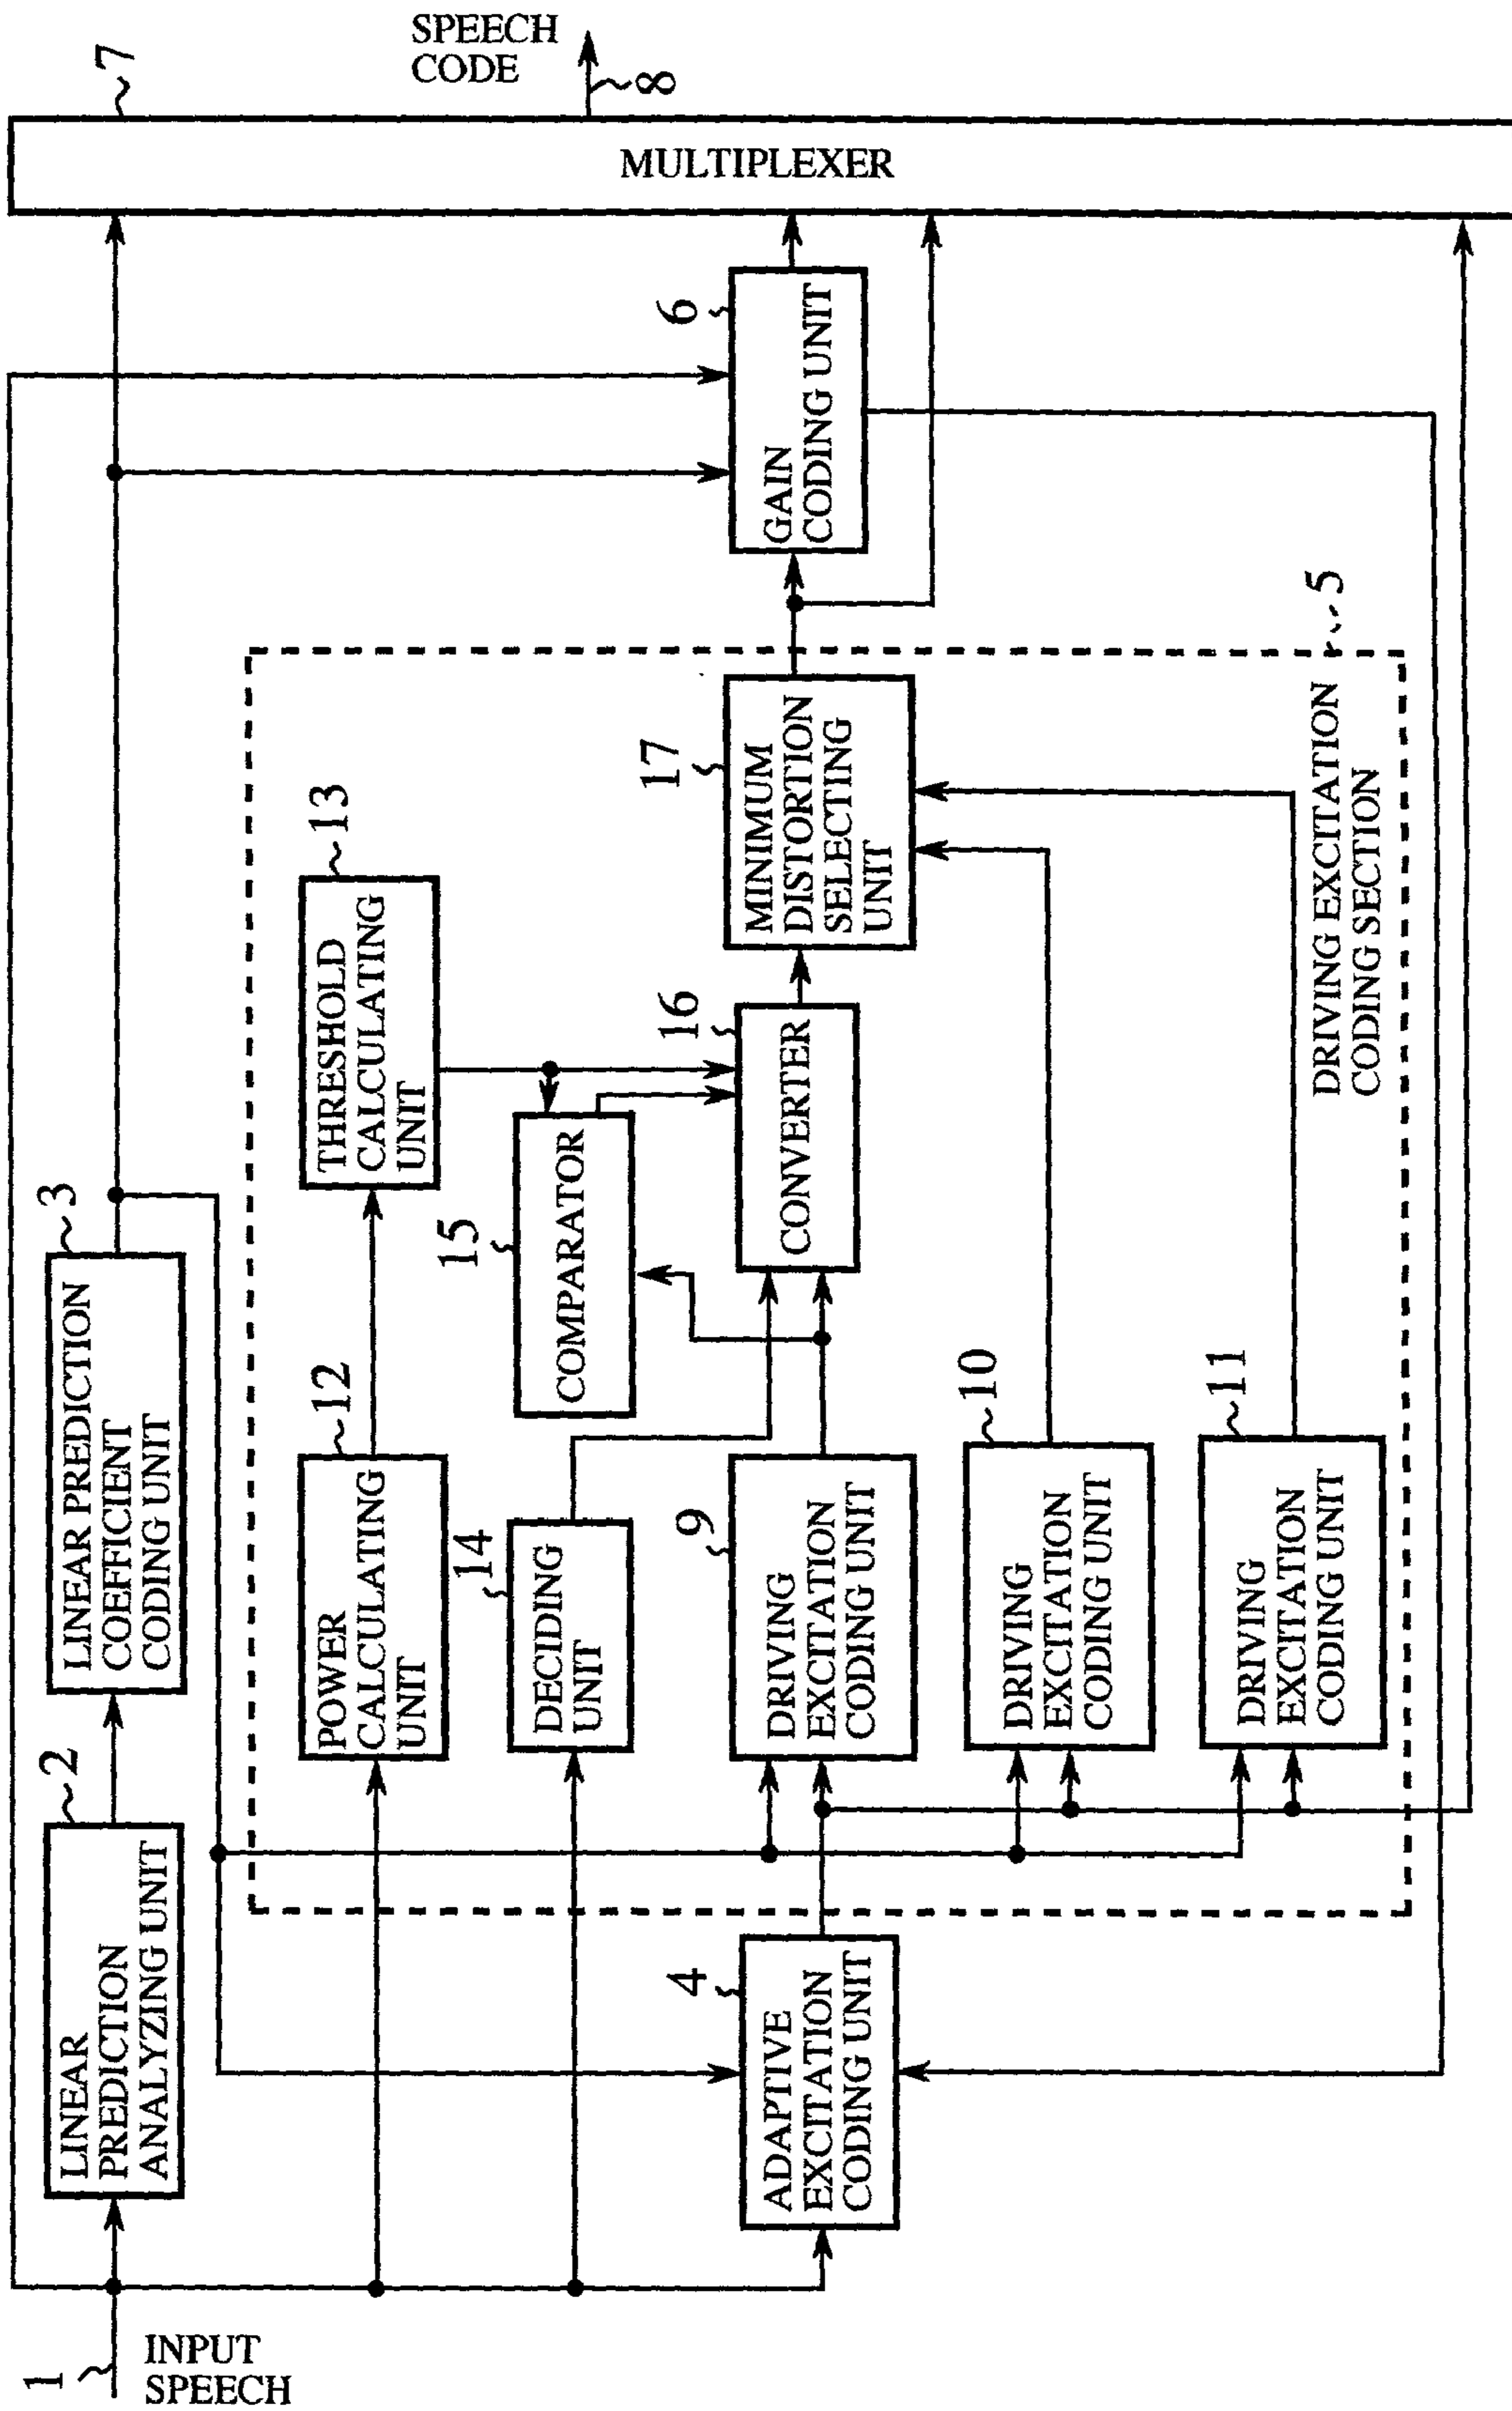 1
INPUT
SPEECH
2
LINEAR
PREDICTION
ANALYZING UNIT
3
LINEAR PREDICTION
COEFFICIENT
CODING UNIT
7
MULTIPLEXER
SPEECH
CODE
8
4
ADAPTIVE
EXCITATION
CODING UNIT
12
POWER
CALCULATING
UNIT
13
THRESHOLD
CALCULATING
UNIT
14
DECIDING
UNIT
15
COMPARATOR
9
DRIVING
EXCITATION
CODING UNIT
16
CONVERTER
17
MINIMUM
DISTORTION
SELECTING
UNIT
6
GAIN
CODING UNIT
10
DRIVING
EXCITATION
CODING UNIT
11
DRIVING
EXCITATION
CODING UNIT
DRIVING EXCITATION
CODING SECTION
5